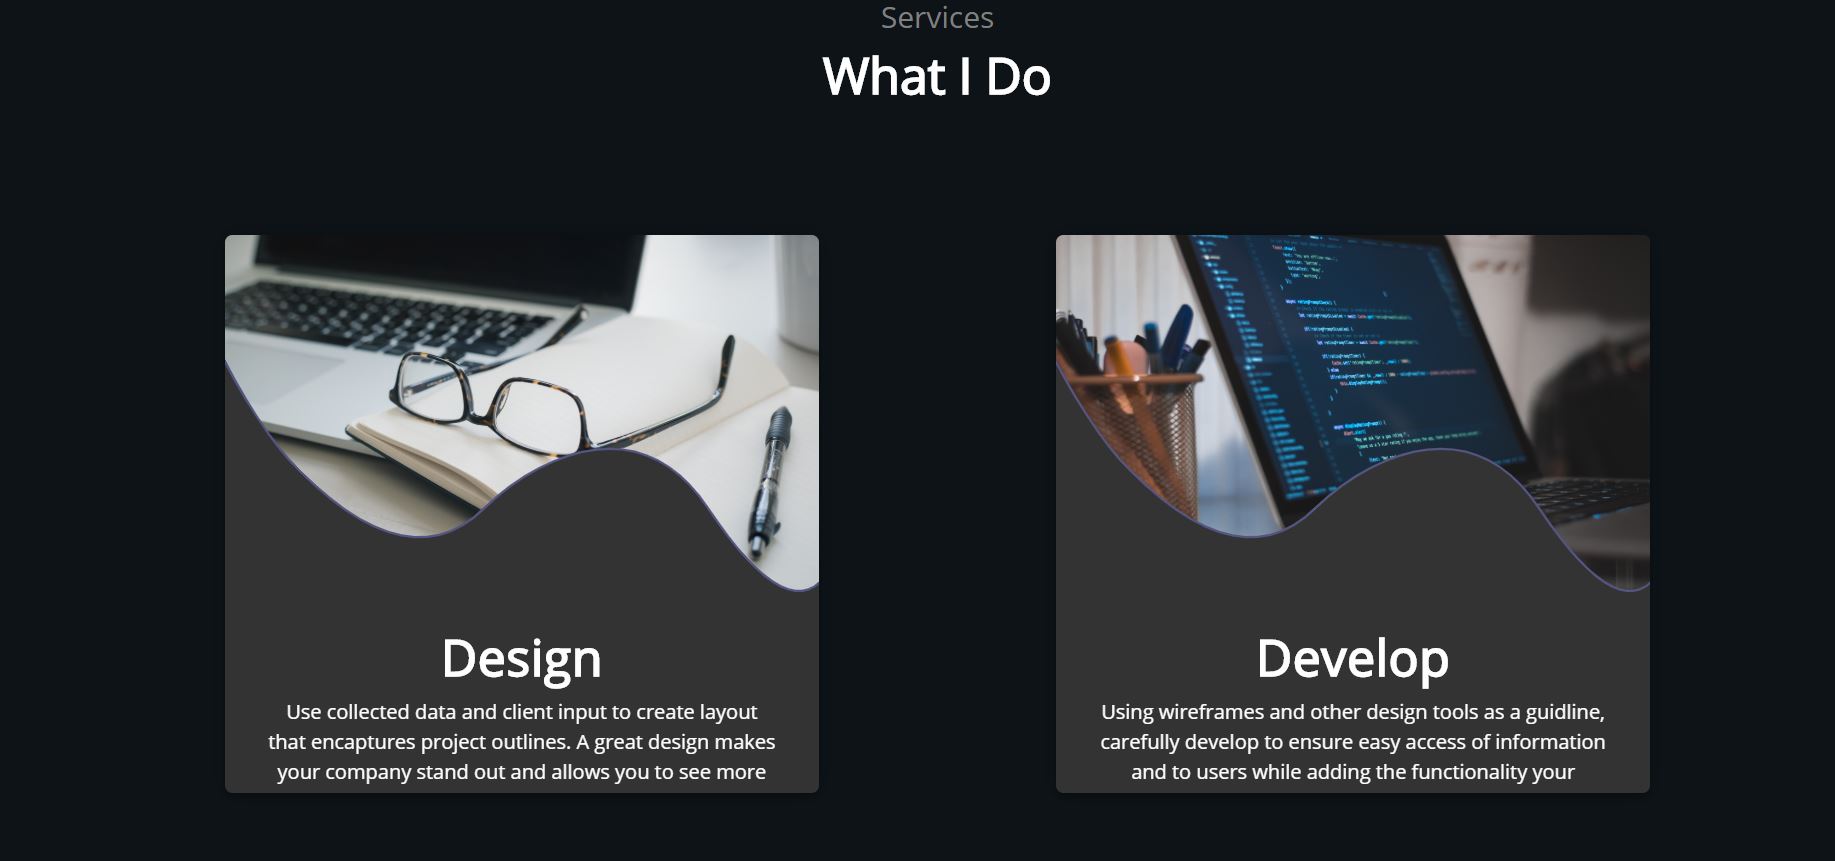 Services
What I Do
Design
Use collected data and client input to create layout
that encaptures project outlines. A great design makes
your company stand out and allows you to see more
Develop
Using wireframes and other design tools as a guidline,
carefully develop to ensure easy access of information
and to users while adding the functionality your